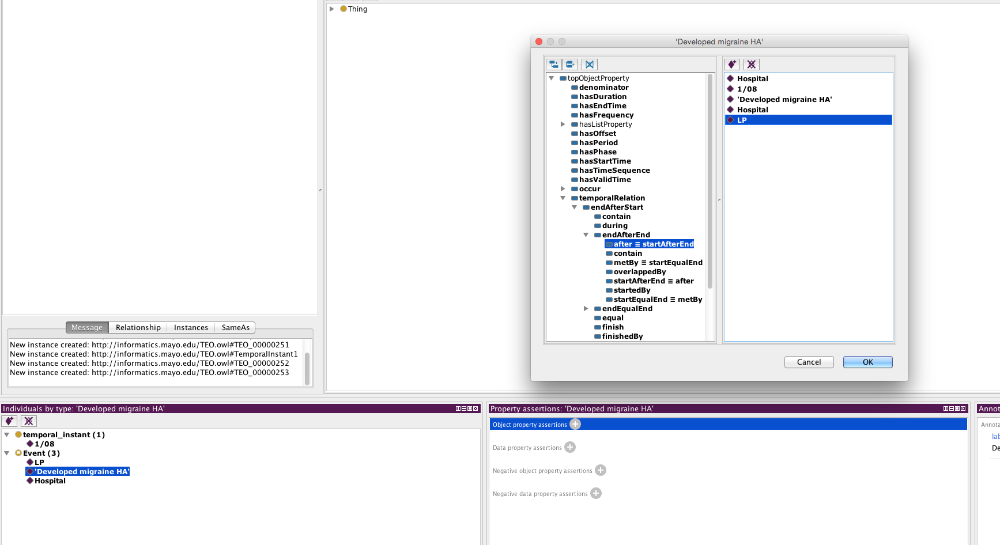 Thing
'Developed migraine HA'
topObjectProperty
denominator
hasDuration
hasEndTime
hasFrequency
hasListProperty
hasOffset
hasPeriod
hasPhase
hasStartTime
hasTimeSequence
hasValidTime
occur
temporalRelation
endAfterStart
contain
during
endAfterEnd
after ≡ startAfterEnd
contain
metBy ≡ startEqualEnd
overlappedBy
startAfterEnd ≡ after
startedBy
startEqualEnd ≡ metBy
endEqualEnd
equal
finish
finishedBy
Hospital
1/08
'Developed migraine HA'
Hospital
LP
Cancel OK
Message Relationship Instances SameAs
New instance created: http://informatics.mayo.edu/TEO.owl#TEO_00000251
New instance created: http://informatics.mayo.edu/TEO.owl#TemporalInstant1
New instance created: http://informatics.mayo.edu/TEO.owl#TEO_00000252
New instance created: http://informatics.mayo.edu/TEO.owl#TEO_00000253
Individuals by type: 'Developed migraine HA'
temporal_instant (1)
1/08
Event (3)
LP
'Developed migraine HA'
Hospital
Property assertions: 'Developed migraine HA'
Object property assertions
Data property assertions
Negative object property assertions
Negative data property assertions
Annot
Annota
lab
De